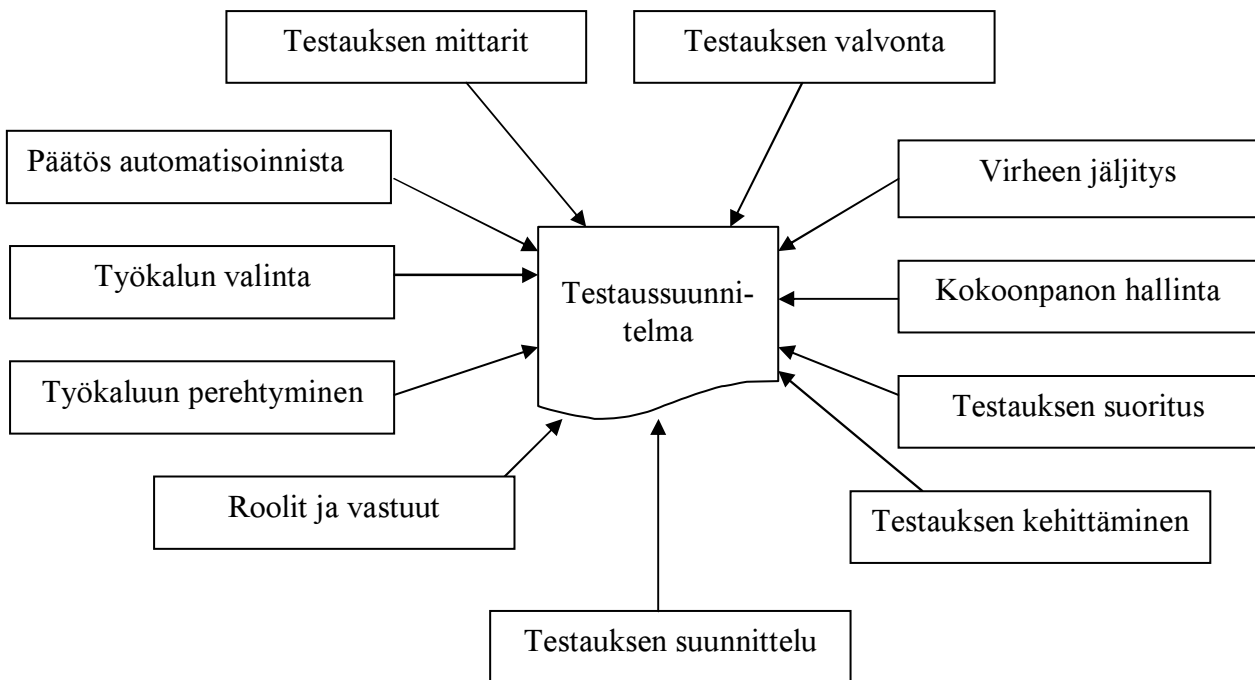 Testauksen mittarit
Testauksen valvonta
Päätös automatisoinnista
Virheen jäljitys
Työkalun valinta
Testaussuunni-
telma
Kokoonpanon hallinta
Työkaluun perehtyminen
Testauksen suoritus
Roolit ja vastuut
Testauksen kehittäminen
Testauksen suunnittelu